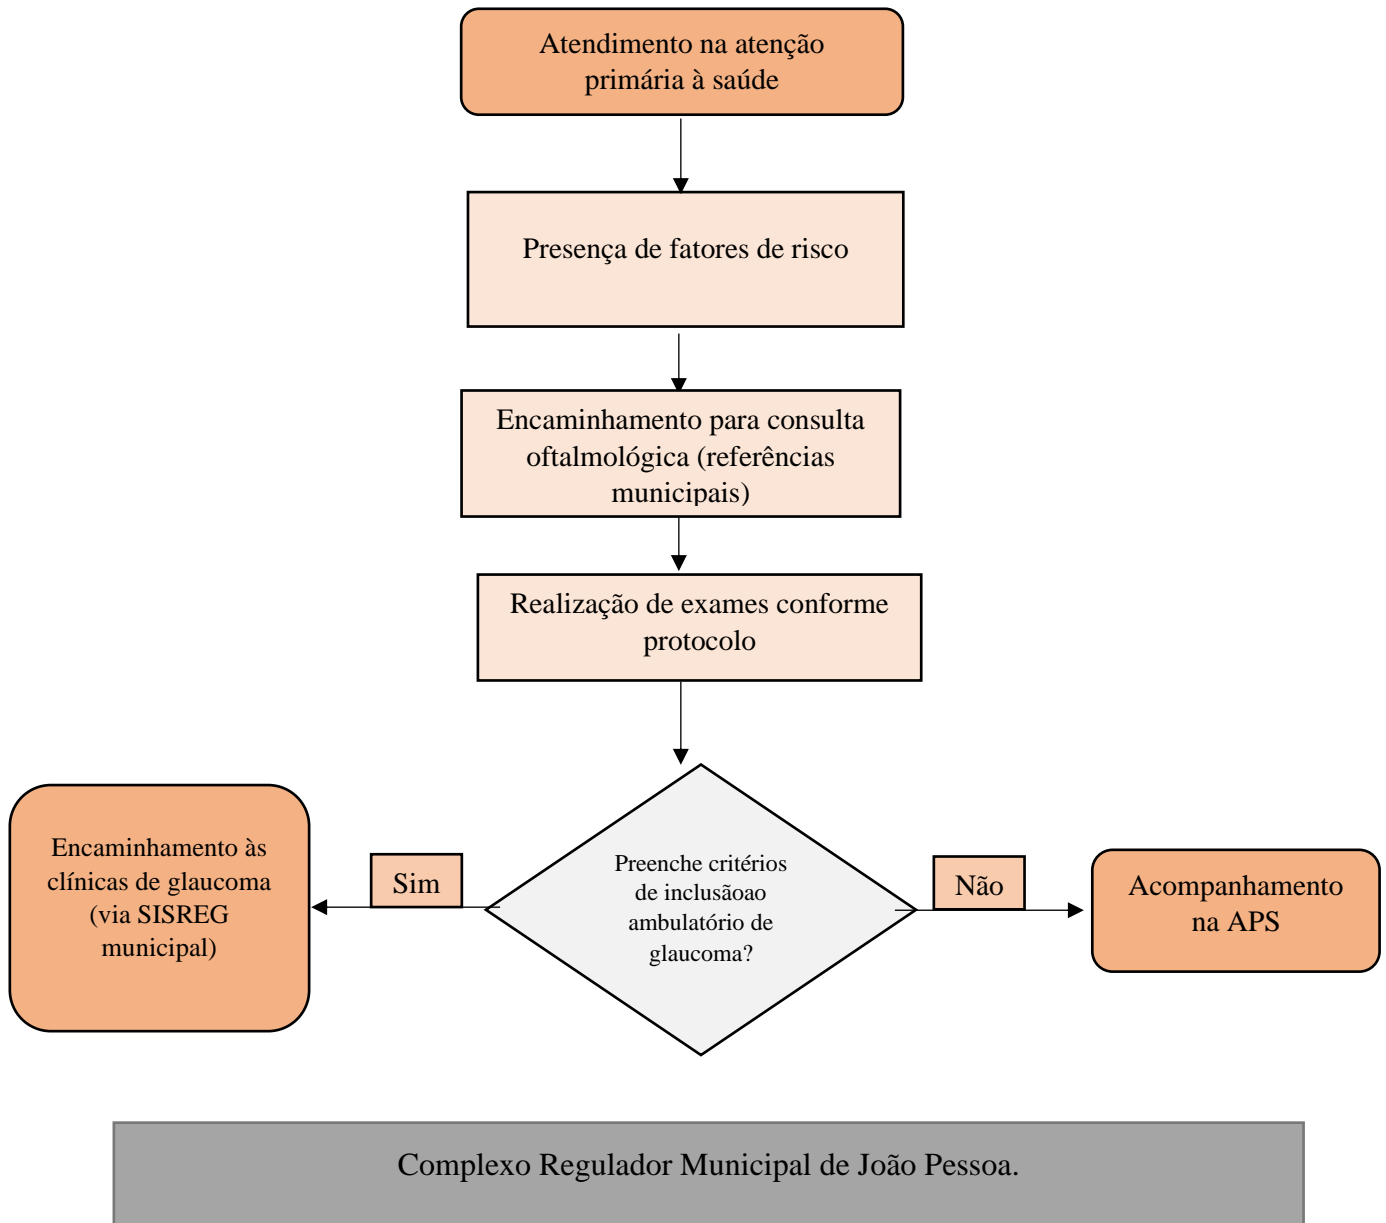 Atendimento na atenção
primária à saúde
Presença de fatores de risco
Encaminhamento para consulta
oftalmológica (referências
municipais)
Realização de exames conforme
protocolo
Encaminhamento às
clínicas de glaucoma
(via SISREG
municipal)
Sim
Preenche critérios
de inclusãoao
ambulatório de
glaucoma?
Não
Acompanhamento
na APS
Complexo Regulador Municipal de João Pessoa.